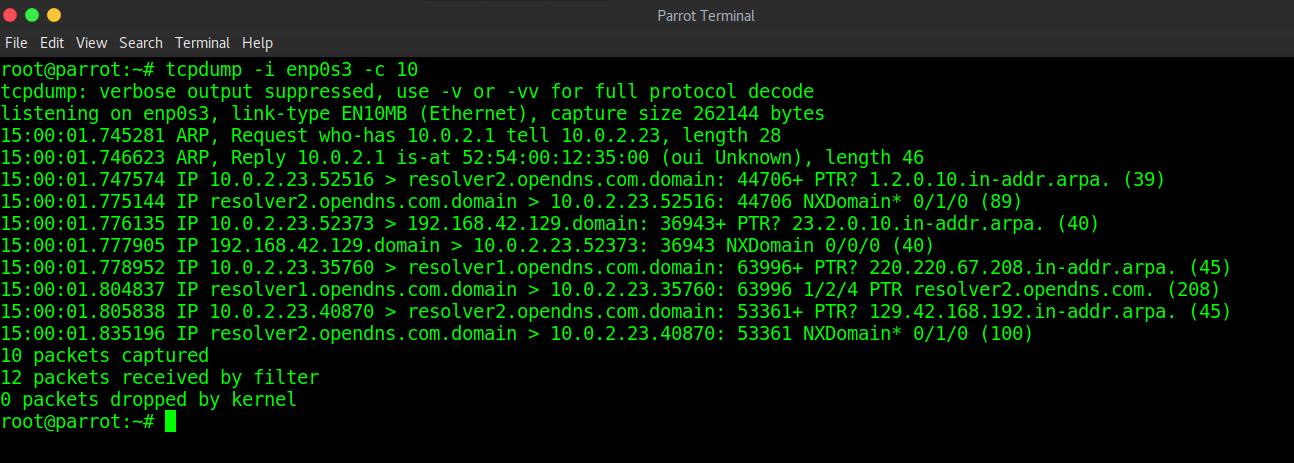 Parrot Terminal
File Edit View Search Terminal Help
root@parrot:~# tcpdump -i enp0s3 -c 10
tcpdump: verbose output suppressed, use -v or -vv for full protocol decode
listening on enp0s3, link-type EN10MB (Ethernet), capture size 262144 bytes
15:00:01.745281 ARP, Request who-has 10.0.2.1 tell 10.0.2.23, length 28
15:00:01.746623 ARP, Reply 10.0.2.1 is-at 52:54:00:12:35:00 (oui Unknown), length 46
15:00:01.747574 IP 10.0.2.23.52516 > resolver2.opendns.com.domain: 44706+ PTR? 1.2.0.10.in-addr.arpa. (39)
15:00:01.775144 IP resolver2.opendns.com.domain > 10.0.2.23.52516: 44706 NXDomain* 0/1/0 (89)
15:00:01.776135 IP 10.0.2.23.52373 > 192.168.42.129.domain: 36943+ PTR? 23.2.0.10.in-addr.arpa. (40)
15:00:01.777905 IP 192.168.42.129.domain > 10.0.2.23.52373: 36943 NXDomain 0/0/0 (40)
15:00:01.778952 IP 10.0.2.23.35760 > resolver1.opendns.com.domain: 63996+ PTR? 220.220.67.208.in-addr.arpa. (45)
15:00:01.804837 IP resolver1.opendns.com.domain > 10.0.2.23.35760: 63996 1/2/4 PTR resolver2.opendns.com. (208)
15:00:01.805838 IP 10.0.2.23.40870 > resolver2.opendns.com.domain: 53361+ PTR? 129.42.168.192.in-addr.arpa. (45)
15:00:01.835196 IP resolver2.opendns.com.domain > 10.0.2.23.40870: 53361 NXDomain* 0/1/0 (100)
10 packets captured
12 packets received by filter
0 packets dropped by kernel
root@parrot:~#